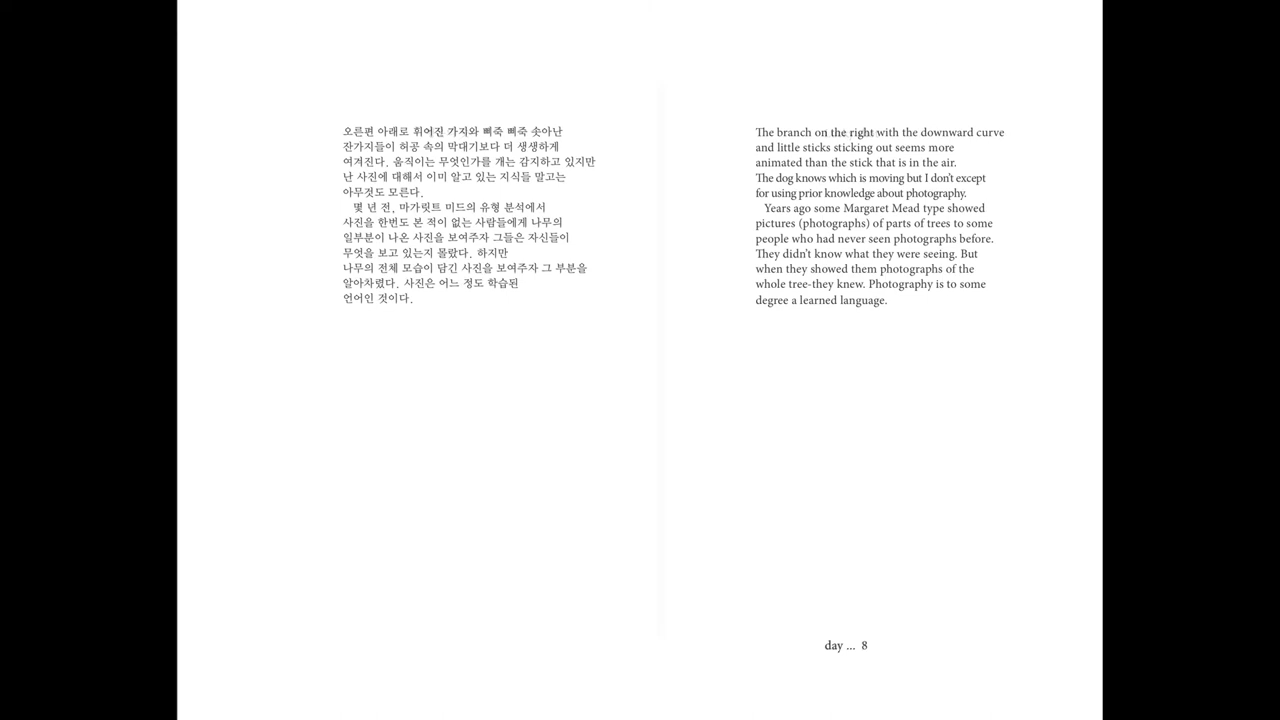 오른편 아래로 휘어진 가지와 삐죽 삐죽 솟아난
잔가지들이 허공 속의 막대기보다 더 생생하게
여겨진다. 움직이는 무엇인가를 개는 감지하고 있지만
난 사진에 대해서 이미 알고 있는 지식들 말고는
아무것도 모른다.
몇 년 전, 마가릿트 미드의 유형 분석에서
사진을 한번도 본 적이 없는 사람들에게 나무의
일부분이 나온 사진을 보여주자 그들은 자신들이
무엇을 보고 있는지 몰랐다. 하지만
나무의 전체 모습이 담긴 사진을 보여주자 그 부분을
알아차렸다. 사진은 어느 정도 학습된
언어인 것이다.
The branch on the right with the downward curve
and little sticks sticking out seems more
animated than the stick that is in the air.
The dog knows which is moving but I don't except
for using prior knowledge about photography.
Years ago some Margaret Mead type showed
pictures (photographs) of parts of trees to some
people who had never seen photographs before.
They didn't know what they were seeing. But
when they showed them photographs of the
whole tree-they knew. Photography is to some
degree a learned language.
day ... 8